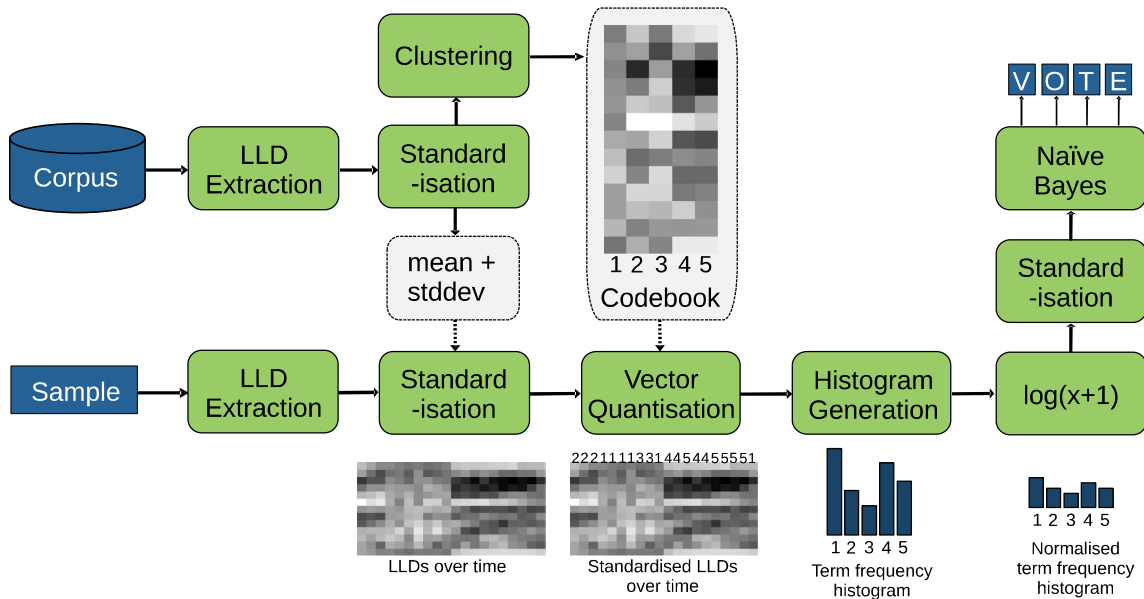 Clustering
Corpus
LLD
Extraction
Standard
-isation
mean +
stddev
1 2 3 4 5
Codebook
V O T E
Naïve
Bayes
Standard
-isation
Sample
LLD
Extraction
Standard
-isation
Vector
Quantisation
Histogram
Generation
log(x+1)
LLDs over time
22211113314454455551
Standardised LLDs
over time
1 2 3 4 5
Term frequency
histogram
1 2 3 4 5
Normalised
term frequency
histogram